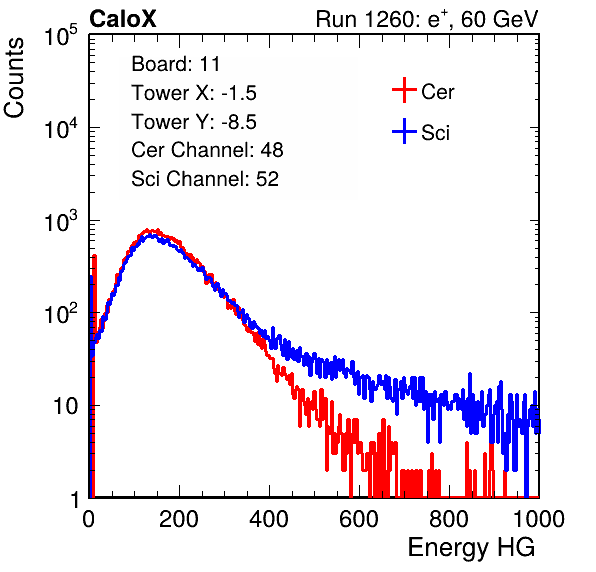 CaloX Run 1260: e⁺, 60 GeV
Board: 11
Tower X: -1.5
Tower Y: -8.5
Cer Channel: 48
Sci Channel: 52
Cer
Sci
Counts
10⁵
10⁴
10³
10²
10
1
0 200 400 600 800 1000
Energy HG